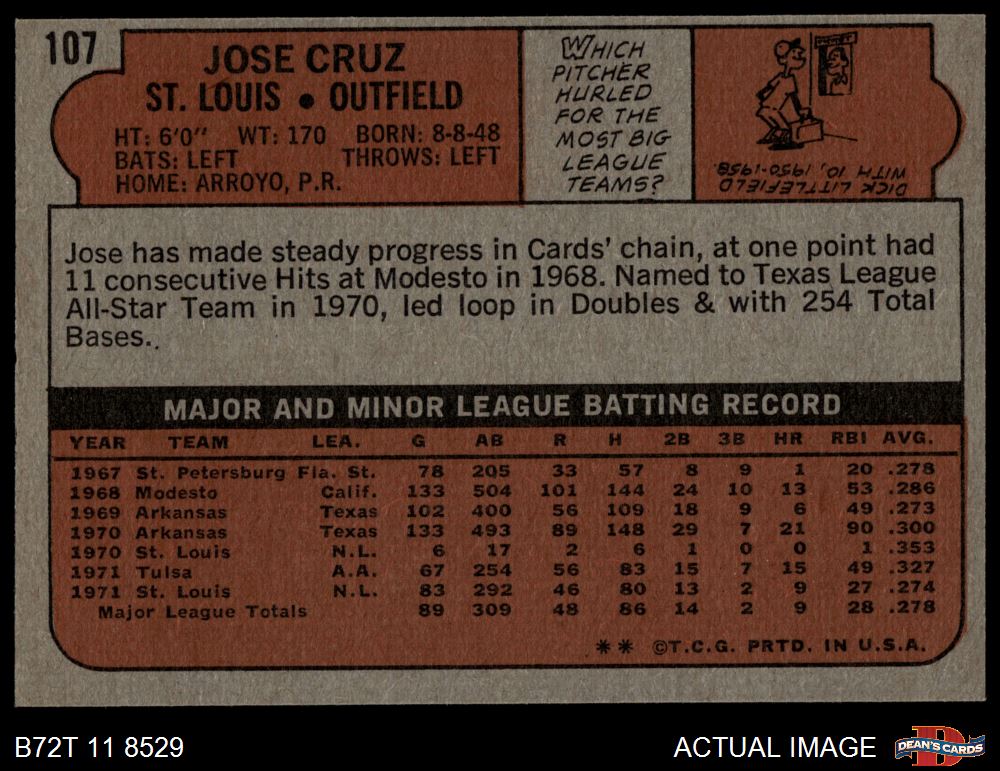 107
JOSE CRUZ
ST. LOUIS • OUTFIELD
HT: 6'0" WT: 170 BORN: 8-8-48
BATS: LEFT THROWS: LEFT
HOME: ARROYO, P.R.
WHICH
PITCHER
HURLED
FOR THE
MOST BIG
LEAGUE
TEAMS?
DICK LITTLEFIELD
WITH 10, 1950-1958.
Jose has made steady progress in Cards' chain, at one point had
11 consecutive Hits at Modesto in 1968. Named to Texas League
All-Star Team in 1970, led loop in Doubles & with 254 Total
Bases..
MAJOR AND MINOR LEAGUE BATTING RECORD
YEAR TEAM LEA. G AB R H 2B 3B HR RBI AVG.
1967 St. Petersburg Fla. St. 78 205 33 57 8 9 1 20 .278
1968 Modesto Calif. 133 504 101 144 24 10 13 53 .286
1969 Arkansas Texas 102 400 56 109 18 9 6 49 .273
1970 Arkansas Texas 133 493 89 148 29 7 21 90 .300
1970 St. Louis N.L. 6 17 2 6 1 0 0 1 .353
1971 Tulsa A.A. 67 254 56 83 15 7 15 49 .327
1971 St. Louis N.L. 83 292 46 80 13 2 9 27 .274
Major League Totals 89 309 48 86 14 2 9 28 .278
** ©T.C.G. PRTD. IN U.S.A.
B72T 11 8529
ACTUAL IMAGE
DEAN'S CARDS